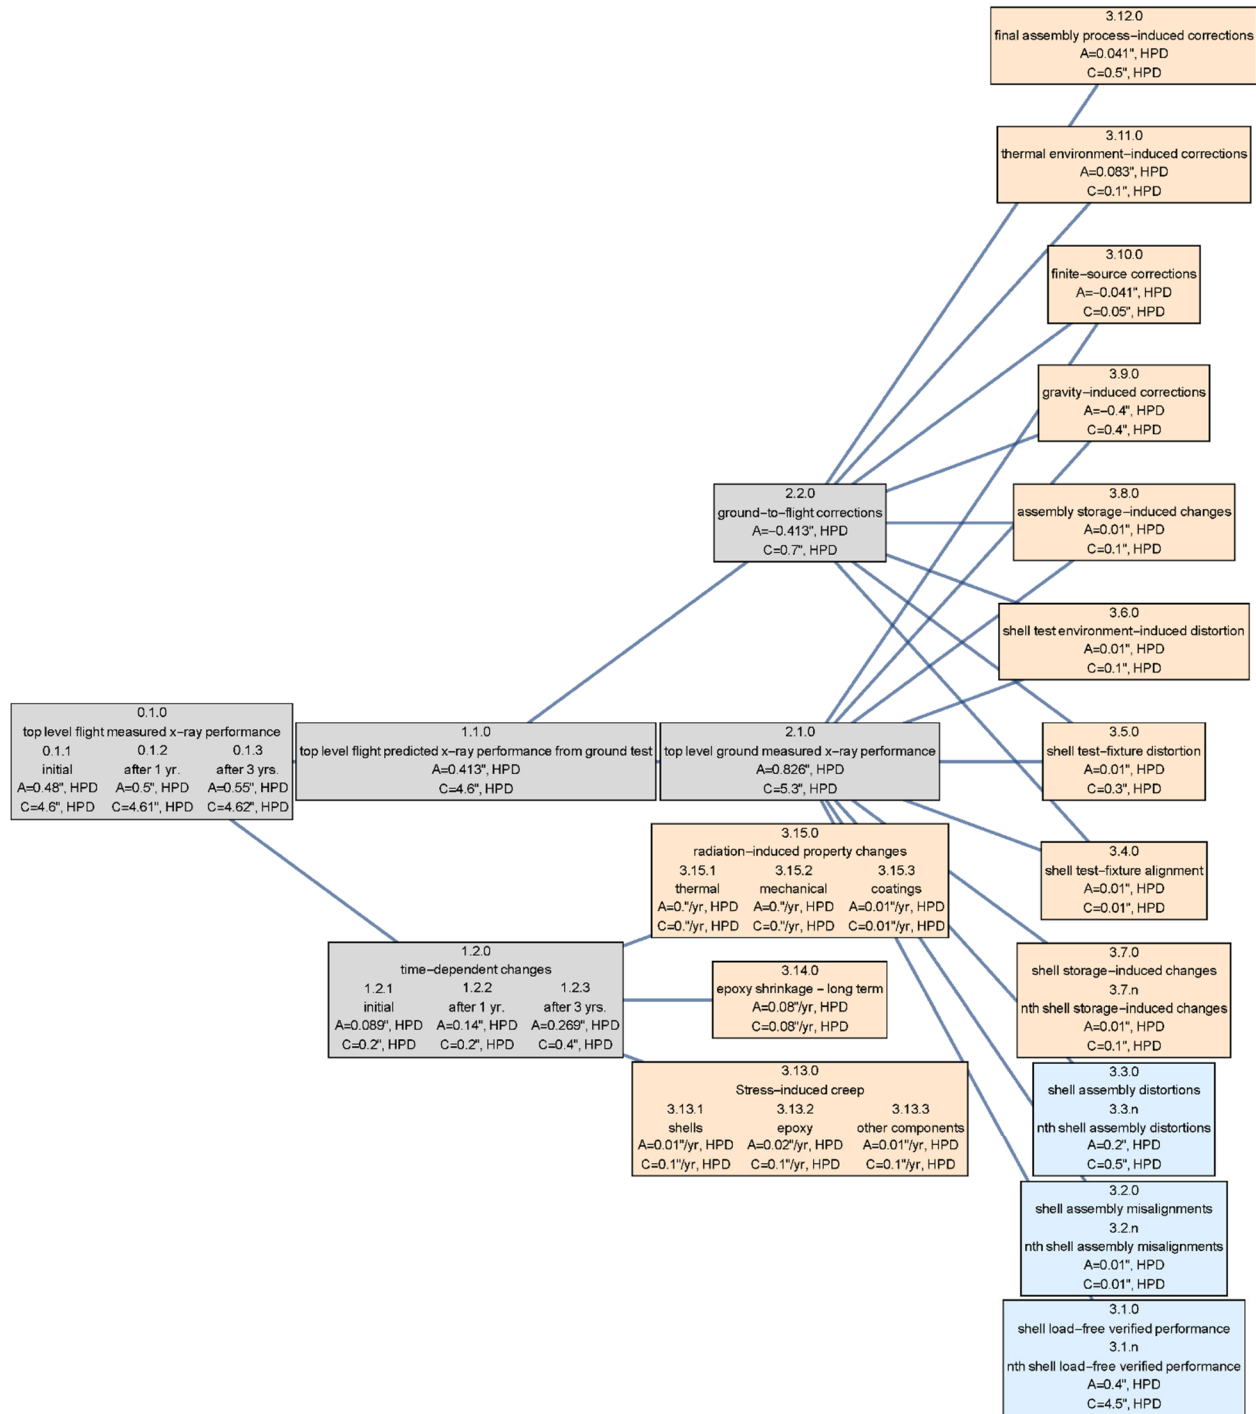 3.12.0
final assembly process–induced corrections
A=0.041", HPD
C=0.5", HPD
3.11.0
thermal environment–induced corrections
A=0.083", HPD
C=0.1", HPD
3.10.0
finite–source corrections
A=–0.041", HPD
C=0.05", HPD
3.9.0
gravity–induced corrections
A=–0.4", HPD
C=0.4", HPD
2.2.0
ground–to–flight corrections
A=–0.413", HPD
C=0.7", HPD
3.8.0
assembly storage–induced changes
A=0.01", HPD
C=0.1", HPD
3.6.0
shell test environment–induced distortion
A=0.01", HPD
C=0.1", HPD
0.1.0
top level flight measured x–ray performance
0.1.1 0.1.2 0.1.3
initial after 1 yr. after 3 yrs.
A=0.48", HPD A=0.5", HPD A=0.55", HPD
C=4.6", HPD C=4.61", HPD C=4.62", HPD
1.1.0
top level flight predicted x–ray performance from ground test
A=0.413", HPD
C=4.6", HPD
2.1.0
top level ground measured x–ray performance
A=0.826", HPD
C=5.3", HPD
3.5.0
shell test–fixture distortion
A=0.01", HPD
C=0.3", HPD
3.15.0
radiation–induced property changes
3.15.1 3.15.2 3.15.3
thermal mechanical coatings
A=0."/yr, HPD A=0."/yr, HPD A=0.01"/yr, HPD
C=0."/yr, HPD C=0."/yr, HPD C=0.01"/yr, HPD
3.4.0
shell test–fixture alignment
A=0.01", HPD
C=0.01", HPD
1.2.0
time–dependent changes
1.2.1 1.2.2 1.2.3
initial after 1 yr. after 3 yrs.
A=0.089", HPD A=0.14", HPD A=0.269", HPD
C=0.2", HPD C=0.2", HPD C=0.4", HPD
3.14.0
epoxy shrinkage – long term
A=0.08"/yr, HPD
C=0.08"/yr, HPD
3.7.0
shell storage–induced changes
3.7.n
nth shell storage–induced changes
A=0.01", HPD
C=0.1", HPD
3.13.0
Stress–induced creep
3.13.1 3.13.2 3.13.3
shells epoxy other components
A=0.01"/yr, HPD A=0.02"/yr, HPD A=0.01"/yr, HPD
C=0.1"/yr, HPD C=0.1"/yr, HPD C=0.1"/yr, HPD
3.3.0
shell assembly distortions
3.3.n
nth shell assembly distortions
A=0.2", HPD
C=0.5", HPD
3.2.0
shell assembly misalignments
3.2.n
nth shell assembly misalignments
A=0.01", HPD
C=0.01", HPD
3.1.0
shell load–free verified performance
3.1.n
nth shell load–free verified performance
A=0.4", HPD
C=4.5", HPD